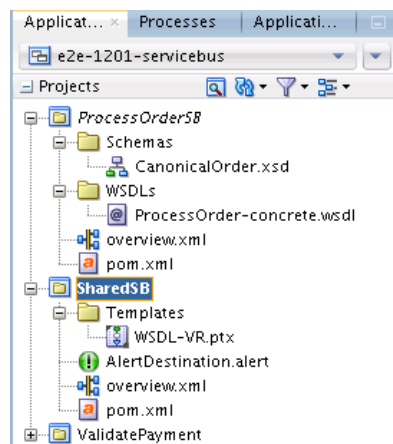 Applicat... × Processes Applicati...
e2e-1201-servicebus
Projects
ProcessOrderSB
Schemas
CanonicalOrder.xsd
WSDLs
ProcessOrder-concrete.wsdl
overview.xml
pom.xml
SharedSB
Templates
WSDL-VR.ptx
AlertDestination.alert
overview.xml
pom.xml
ValidatePayment